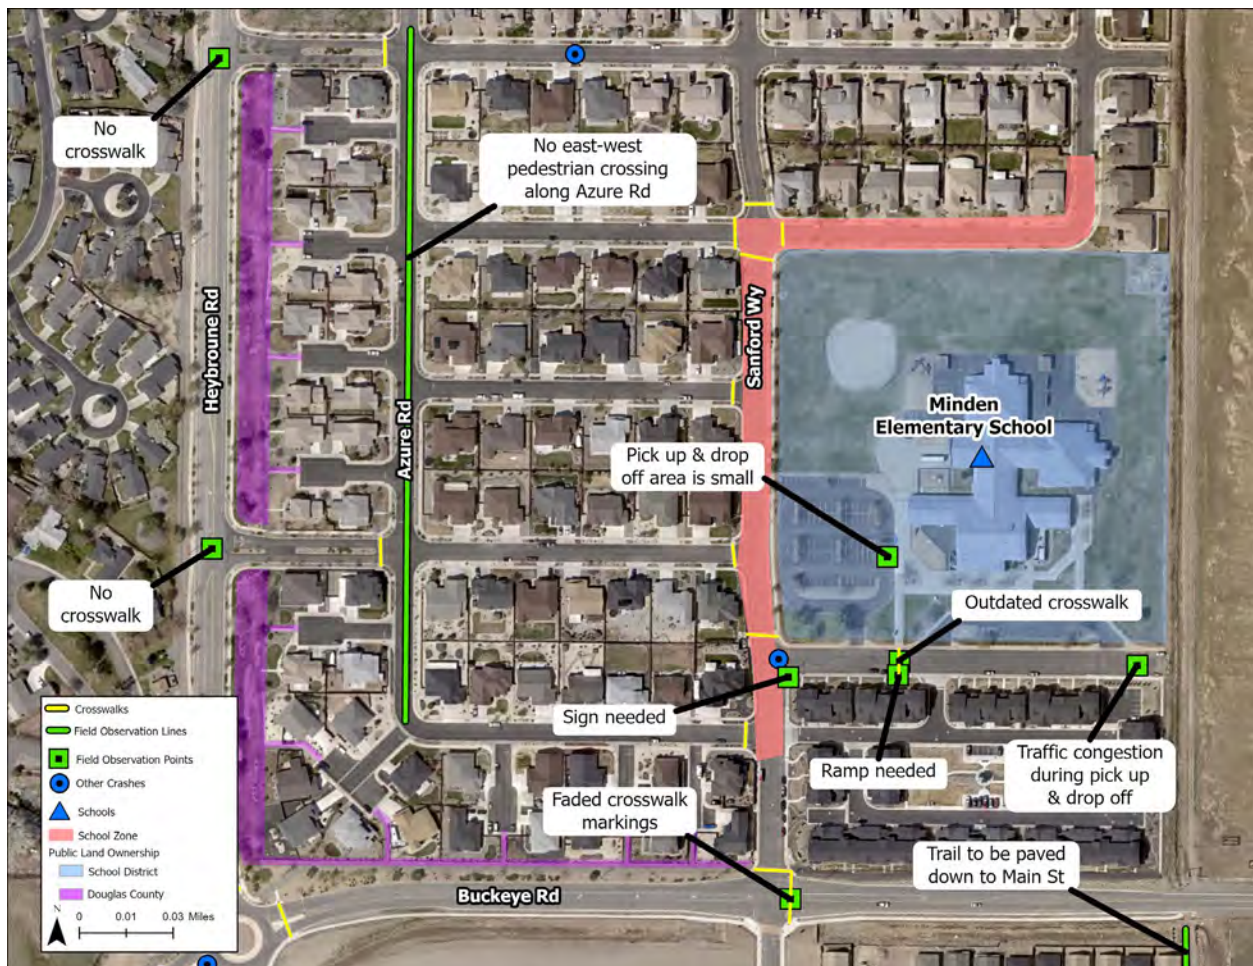 No
crosswalk
No east-west
pedestrian crossing
along Azure Rd
Heybroune Rd
Azure Rd
Sanford Wy
Minden
Elementary School
Pick up & drop
off area is small
No
crosswalk
Outdated crosswalk
Sign needed
Ramp needed
Traffic congestion
during pick up
& drop off
Faded crosswalk
markings
Trail to be paved
down to Main St
Buckeye Rd
Crosswalks
Field Observation Lines
Field Observation Points
Other Crashes
Schools
School Zone
Public Land Ownership
School District
Douglas County
N
0 0.01 0.03 Miles